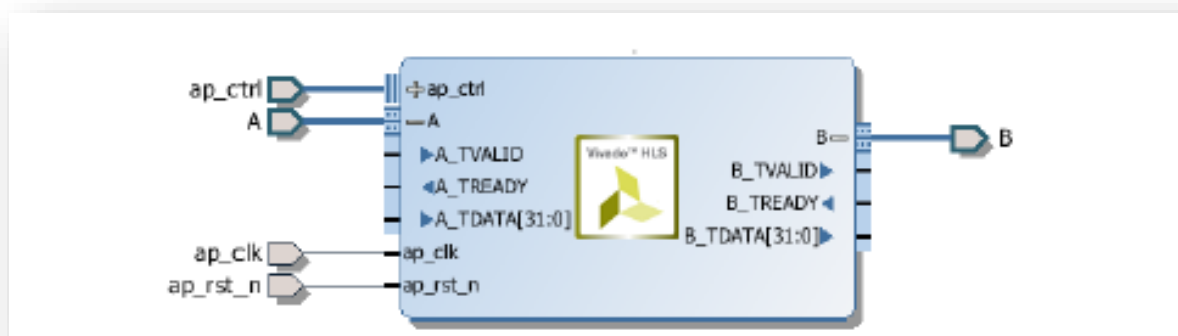 ap_ctrl
A
ap_clk
ap_rst_n
ap_ctrl
A
A_TVALID
A_TREADY
A_TDATA[31:0]
ap_clk
ap_rst_n
Vivado™ HLS
B
B_TVALID
B_TREADY
B_TDATA[31:0]
B